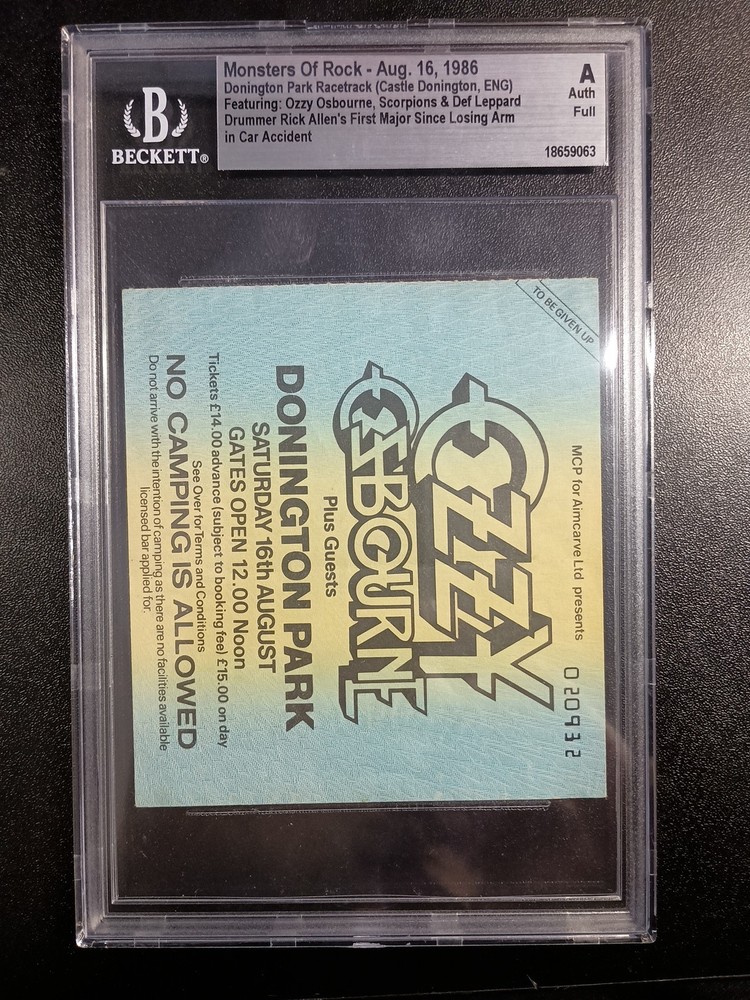 B
BECKETT®
Monsters Of Rock - Aug. 16, 1986
Donington Park Racetrack (Castle Donington, ENG)
Featuring: Ozzy Osbourne, Scorpions & Def Leppard
Drummer Rick Allen's First Major Since Losing Arm
in Car Accident
A
Auth
Full
18659063
TO BE GIVEN UP
MCP for Aimcarve Ltd presents
020932
OZZY
OSBOURNE
Plus Guests
DONINGTON PARK
SATURDAY 16th AUGUST
GATES OPEN 12.00 Noon
Tickets £14.00 advance (subject to booking fee) £15.00 on day
See Over for Terms and Conditions
NO CAMPING IS ALLOWED
Do not arrive with the intention of camping as there are no facilities available
licensed bar applied for.